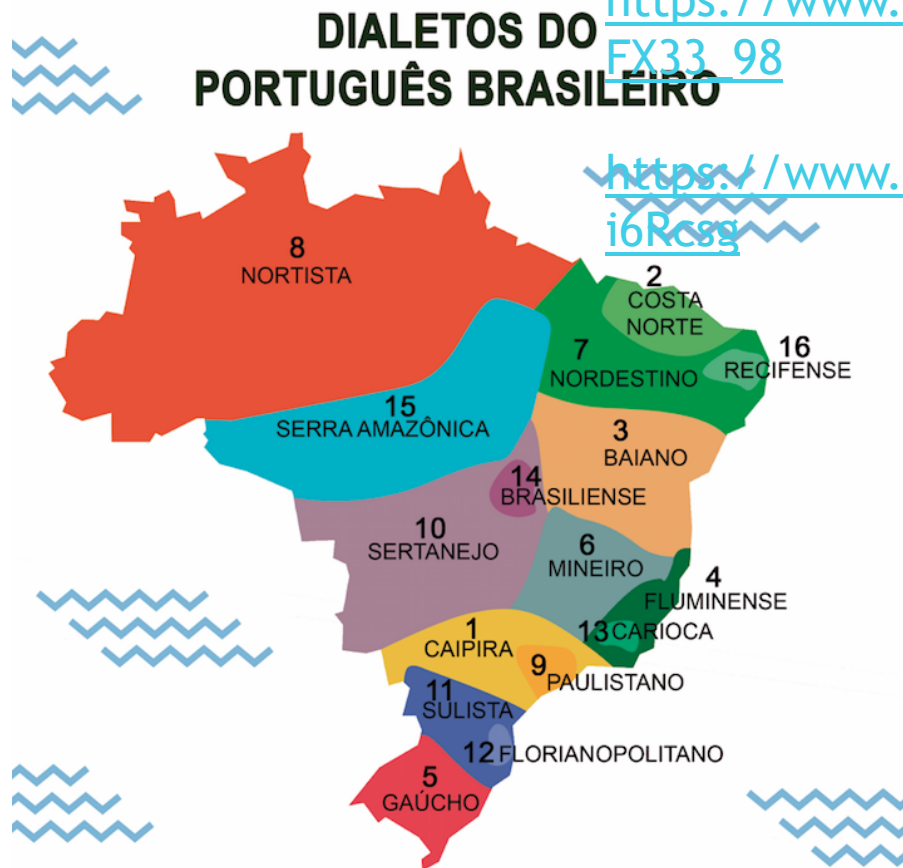 DIALETOS DO
PORTUGUÊS BRASILEIRO
https://www.
FX33_98
https://www.
i6Rcsg
8
NORTISTA
2
COSTA
NORTE
7
NORDESTINO
16
RECIFENSE
15
SERRA AMAZÔNICA
3
BAIANO
14
BRASILIENSE
10
SERTANEJO
6
MINEIRO
4
FLUMINENSE
13 CARIOCA
1
CAIPIRA
9
PAULISTANO
11
SULISTA
12 FLORIANOPOLITANO
5
GAÚCHO